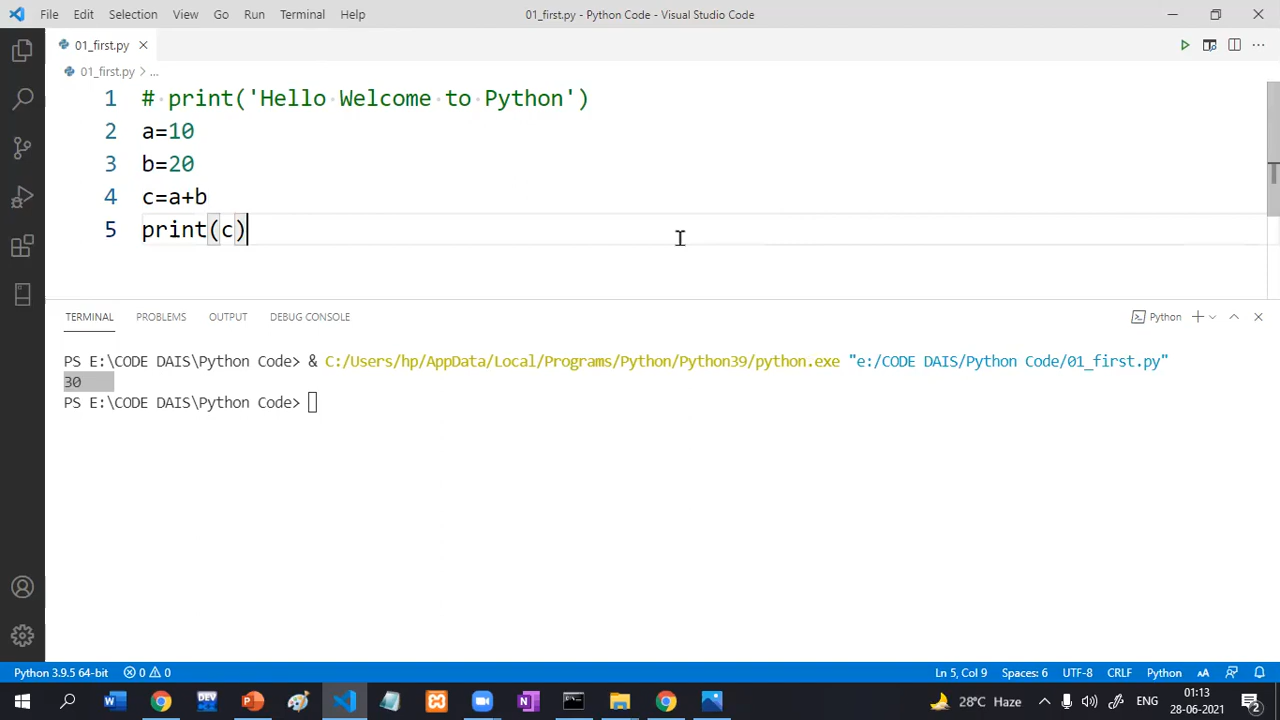 File Edit Selection View Go Run Terminal Help 01_first.py - Python Code - Visual Studio Code
01_first.py
01_first.py > ...
1 # print('Hello Welcome to Python')
2 a=10
3 b=20
4 c=a+b
5 print(c)
TERMINAL PROBLEMS OUTPUT DEBUG CONSOLE Python
PS E:\CODE DAIS\Python Code> & C:/Users/hp/AppData/Local/Programs/Python/Python39/python.exe "e:/CODE DAIS/Python Code/01_first.py"
30
PS E:\CODE DAIS\Python Code>
Python 3.9.5 64-bit 0 0 Ln 5, Col 9 Spaces: 6 UTF-8 CRLF Python AA
DEV 28°C Haze ENG 01:13
28-06-2021 2